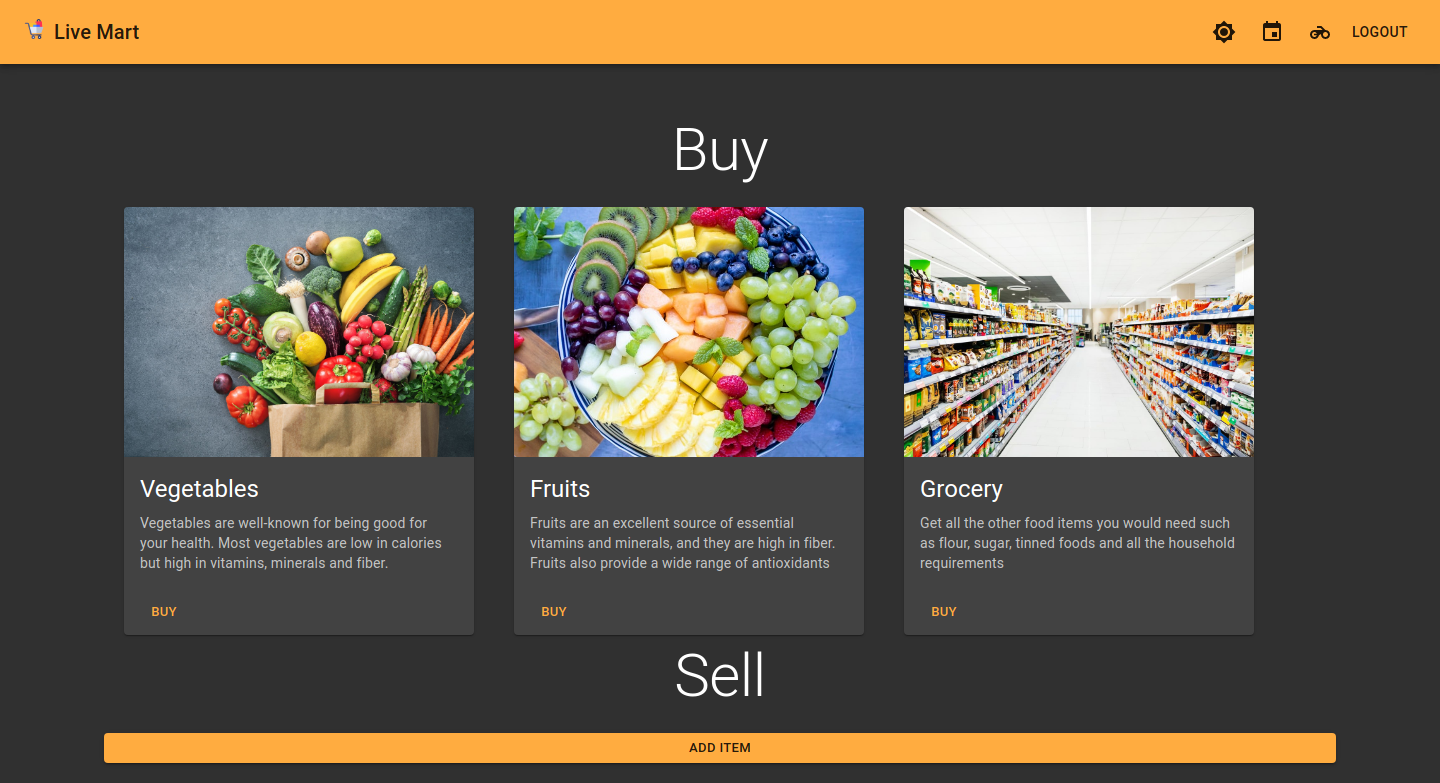 Live Mart
LOGOUT
Buy
Vegetables
Vegetables are well-known for being good for
your health. Most vegetables are low in calories
but high in vitamins, minerals and fiber.
BUY
Fruits
Fruits are an excellent source of essential
vitamins and minerals, and they are high in fiber.
Fruits also provide a wide range of antioxidants
BUY
Grocery
Get all the other food items you would need such
as flour, sugar, tinned foods and all the household
requirements
BUY
Sell
ADD ITEM